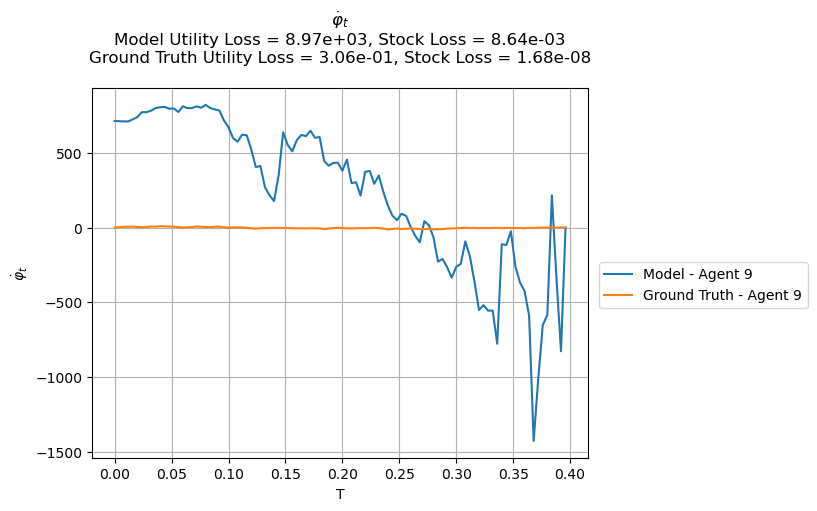 φ̇_t
Model Utility Loss = 8.97e+03, Stock Loss = 8.64e-03
Ground Truth Utility Loss = 3.06e-01, Stock Loss = 1.68e-08
500
0
−500
−1000
−1500
φ̇_t
0.00 0.05 0.10 0.15 0.20 0.25 0.30 0.35 0.40
T
Model - Agent 9
Ground Truth - Agent 9